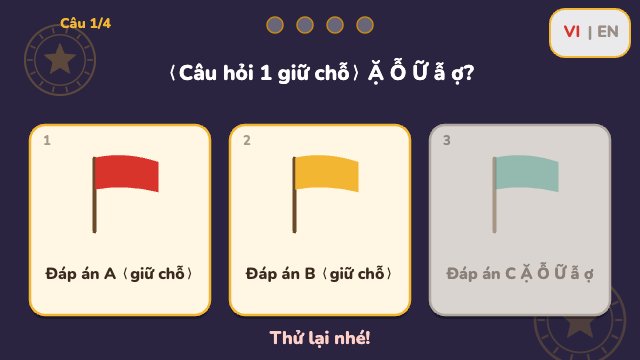 Câu 1/4
VI | EN
⟨Câu hỏi 1 giữ chỗ⟩ Ặ Ỗ Ữ ẫ ợ?
1
2
3
Đáp án A ⟨giữ chỗ⟩
Đáp án B ⟨giữ chỗ⟩
Đáp án C Ặ Ỗ Ữ ẫ ợ
Thử lại nhé!